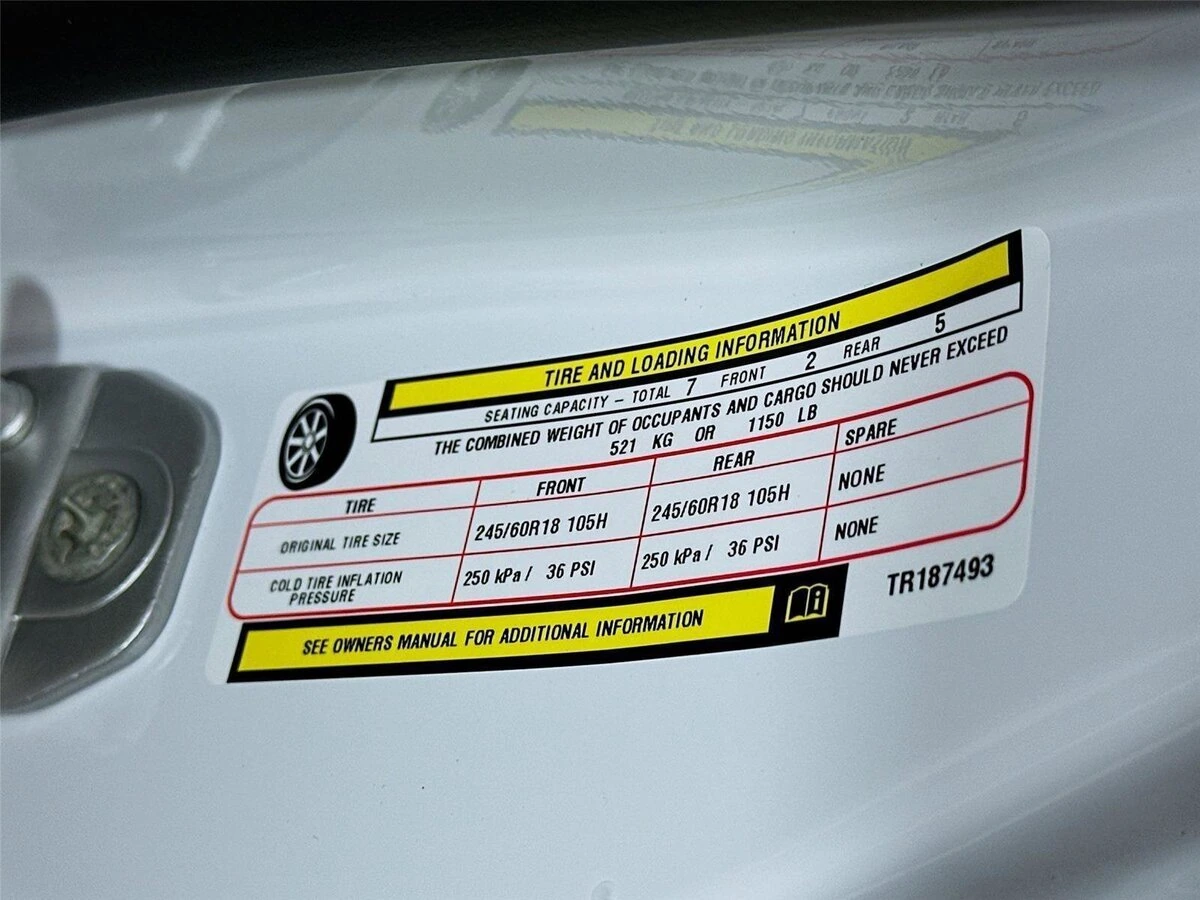 TIRE AND LOADING INFORMATION
SEATING CAPACITY – TOTAL 7 FRONT 2 REAR 5
THE COMBINED WEIGHT OF OCCUPANTS AND CARGO SHOULD NEVER EXCEED
521 KG OR 1150 LB
TIRE FRONT REAR SPARE
ORIGINAL TIRE SIZE 245/60R18 105H 245/60R18 105H NONE
COLD TIRE INFLATION
PRESSURE 250 kPa / 36 PSI 250 kPa / 36 PSI NONE
SEE OWNERS MANUAL FOR ADDITIONAL INFORMATION
TR187493